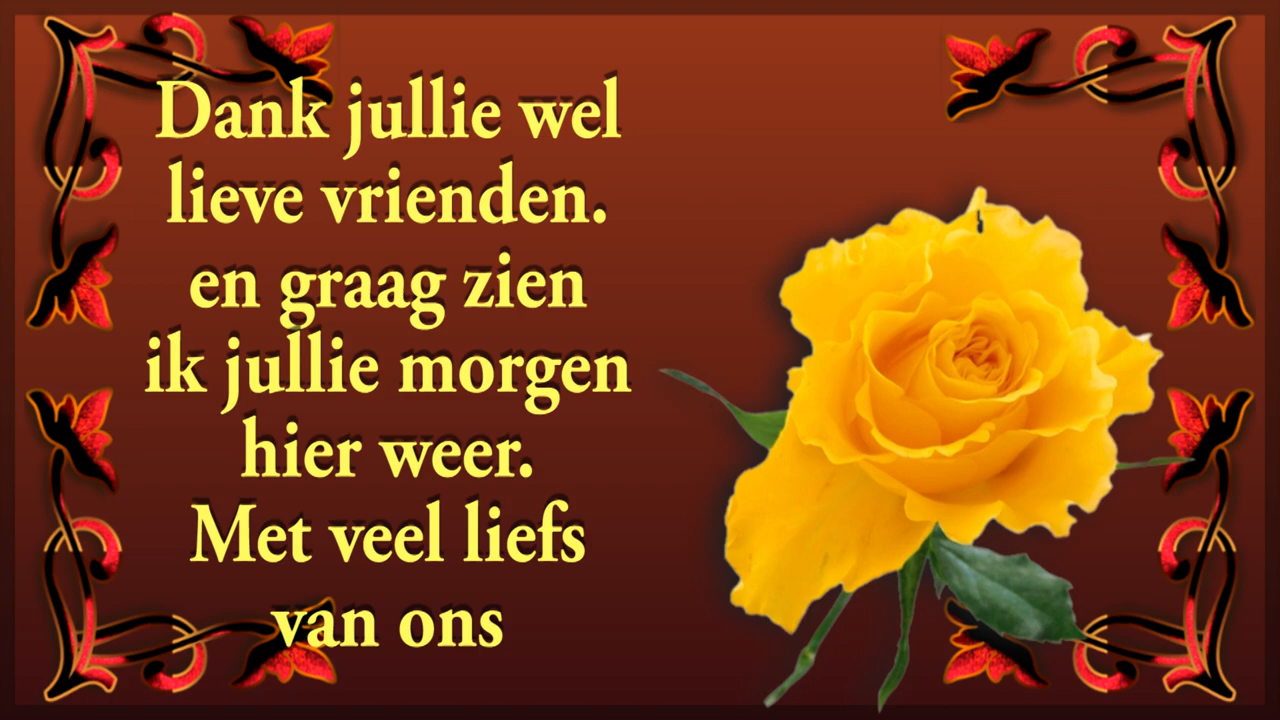 Dank jullie wel
lieve vrienden.
en graag zien
ik jullie morgen
hier weer.
Met veel liefs
van ons